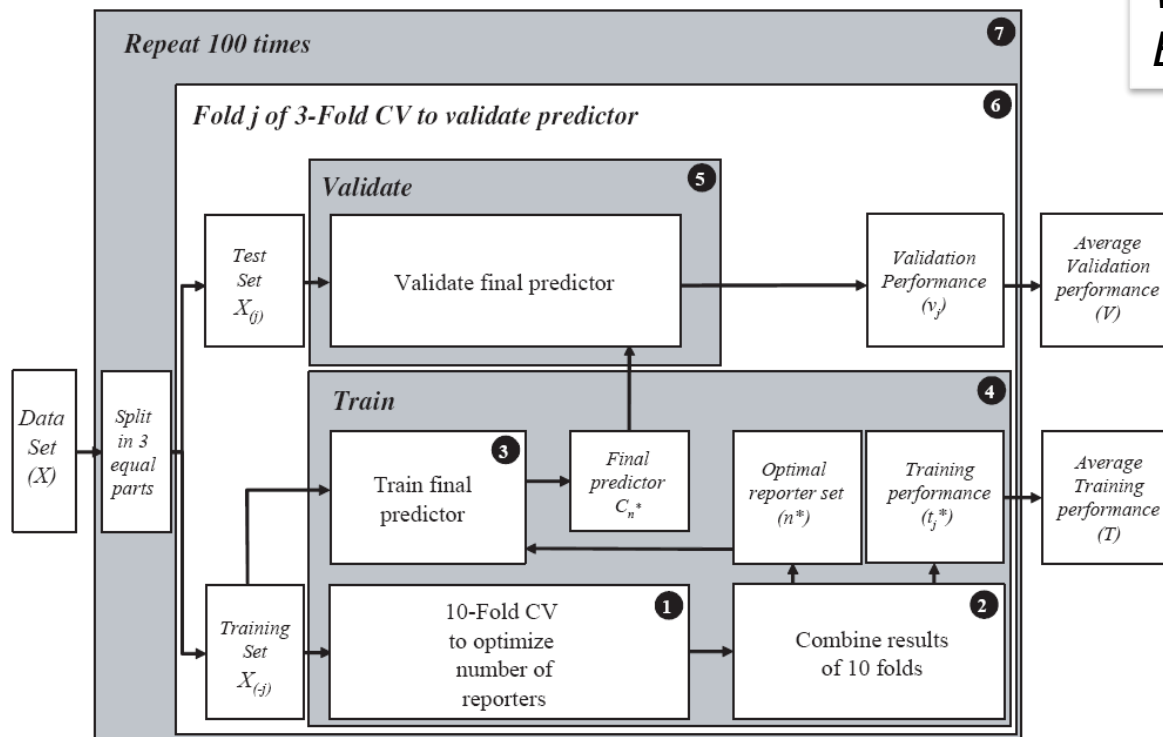 Repeat 100 times
7
Fold j of 3-Fold CV to validate predictor
6
Validate
5
Test
Set
X(j)
Validate final predictor
Validation
Performance
(vj)
Average
Validation
performance
(V)
Data
Set
(X)
Split
in 3
equal
parts
Train
4
3
Train final
predictor
Final
predictor
Cn*
Optimal
reporter set
(n*)
Training
performance
(tj*)
Average
Training
performance
(T)
Training
Set
X(-j)
1
10-Fold CV
to optimize
number of
reporters
2
Combine results
of 10 folds